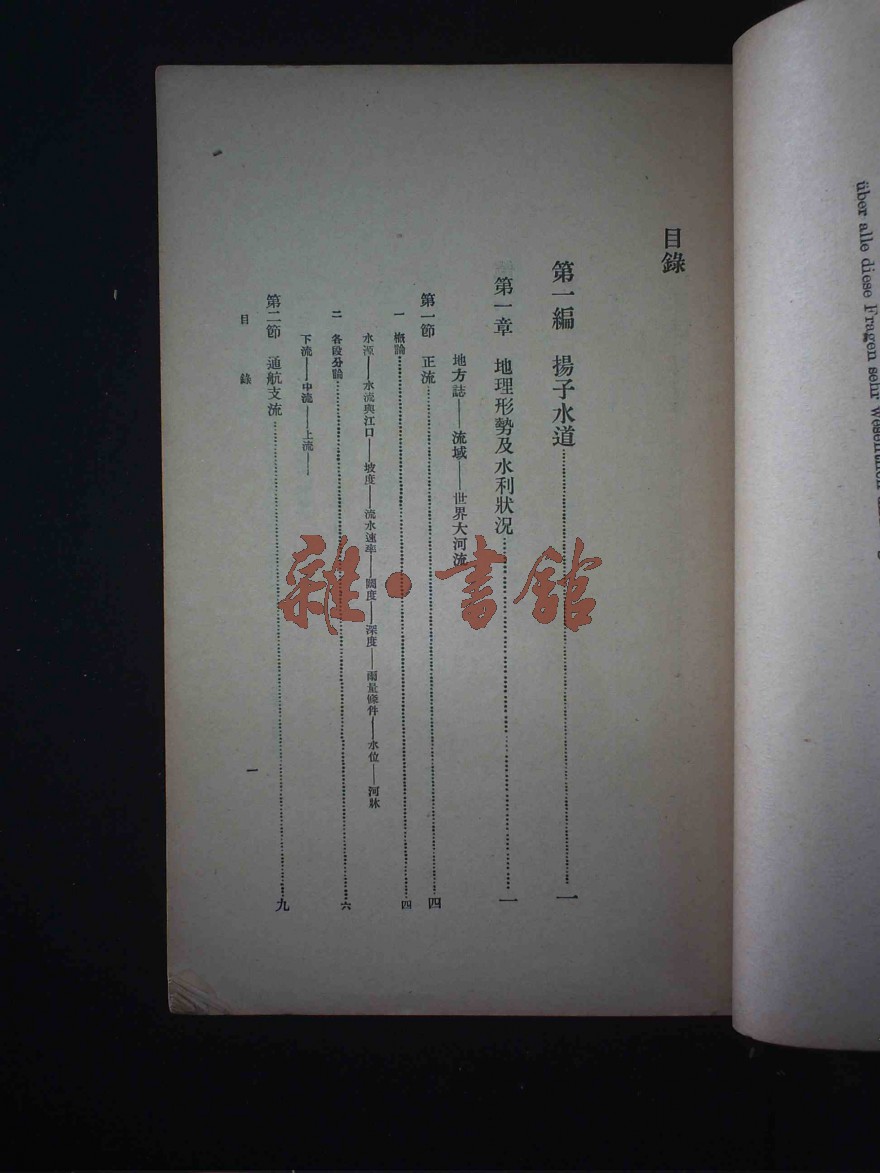 目錄
第一編 揚子水道……一
第一章 地理形勢及水利狀況……一
地方誌——流域——世界大河流
第一節 正流……四
一 概論……四
水源——水流與江口——坡度——流水速率——闊度——深度——雨量條件——水位——河脉
二 各段分論……六
下流——中流——上流——
第二節 通航支流……九
目錄
一
雜·書館
über alle diese Fragen sehr